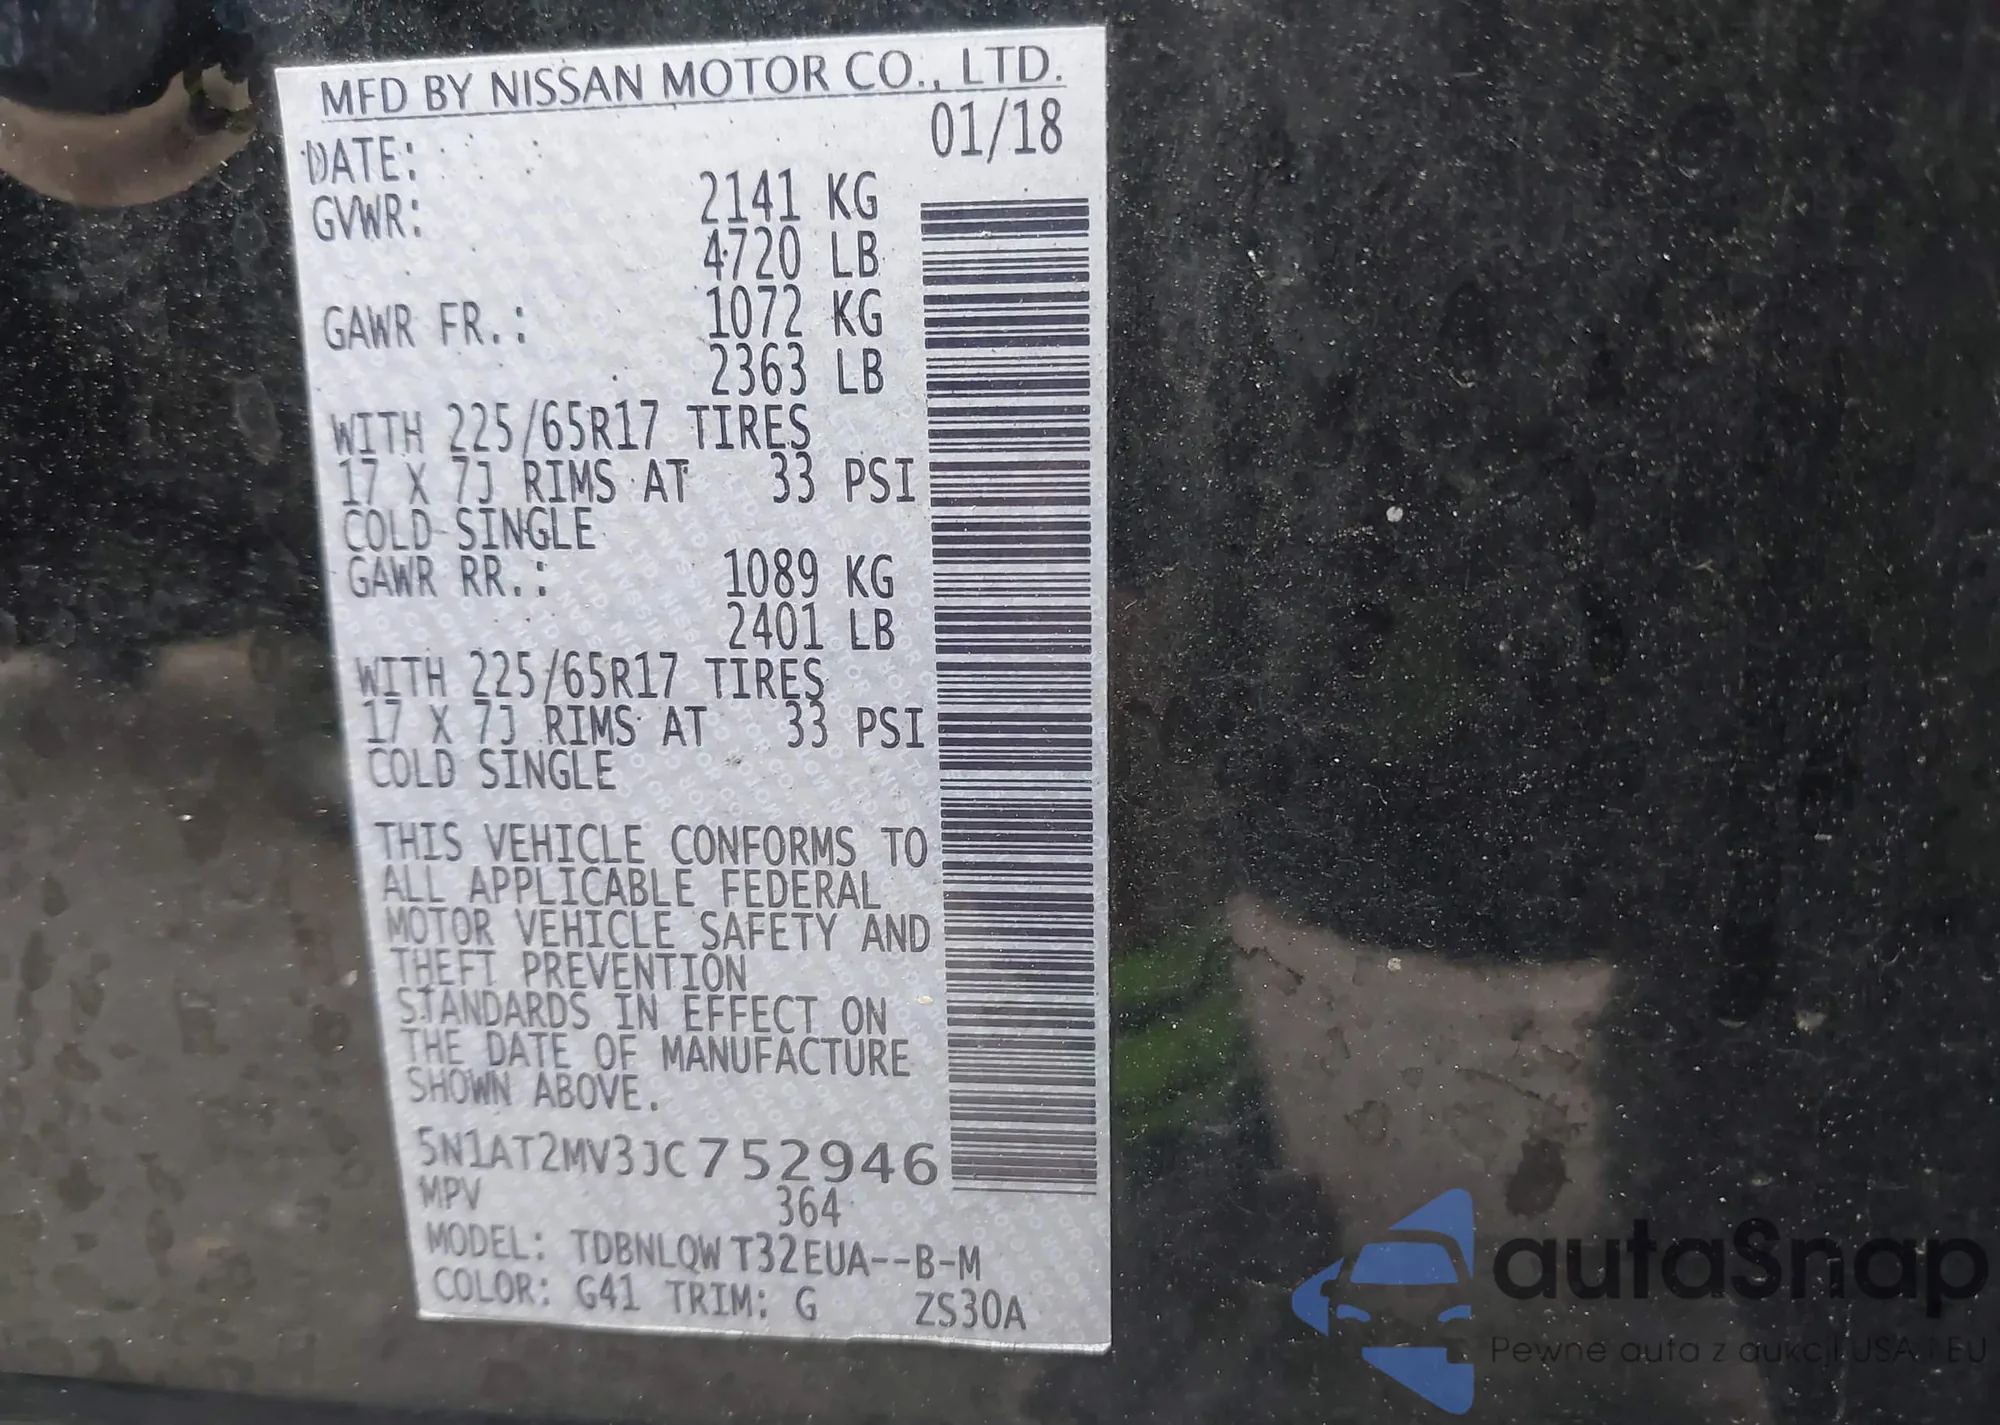 MFD BY NISSAN MOTOR CO., LTD.
DATE: 01/18
GVWR: 2141 KG
4720 LB
GAWR FR.: 1072 KG
2363 LB
WITH 225/65R17 TIRES
17 X 7J RIMS AT 33 PSI
COLD SINGLE
GAWR RR.: 1089 KG
2401 LB
WITH 225/65R17 TIRES
17 X 7J RIMS AT 33 PSI
COLD SINGLE
THIS VEHICLE CONFORMS TO
ALL APPLICABLE FEDERAL
MOTOR VEHICLE SAFETY AND
THEFT PREVENTION
STANDARDS IN EFFECT ON
THE DATE OF MANUFACTURE
SHOWN ABOVE.
5N1AT2MV3JC752946
MPV 364
MODEL: TDBNLQWT32EUA--B-M
COLOR: G41 TRIM: G ZS30A
autaSnap
Pewne auta z aukcji USA i EU